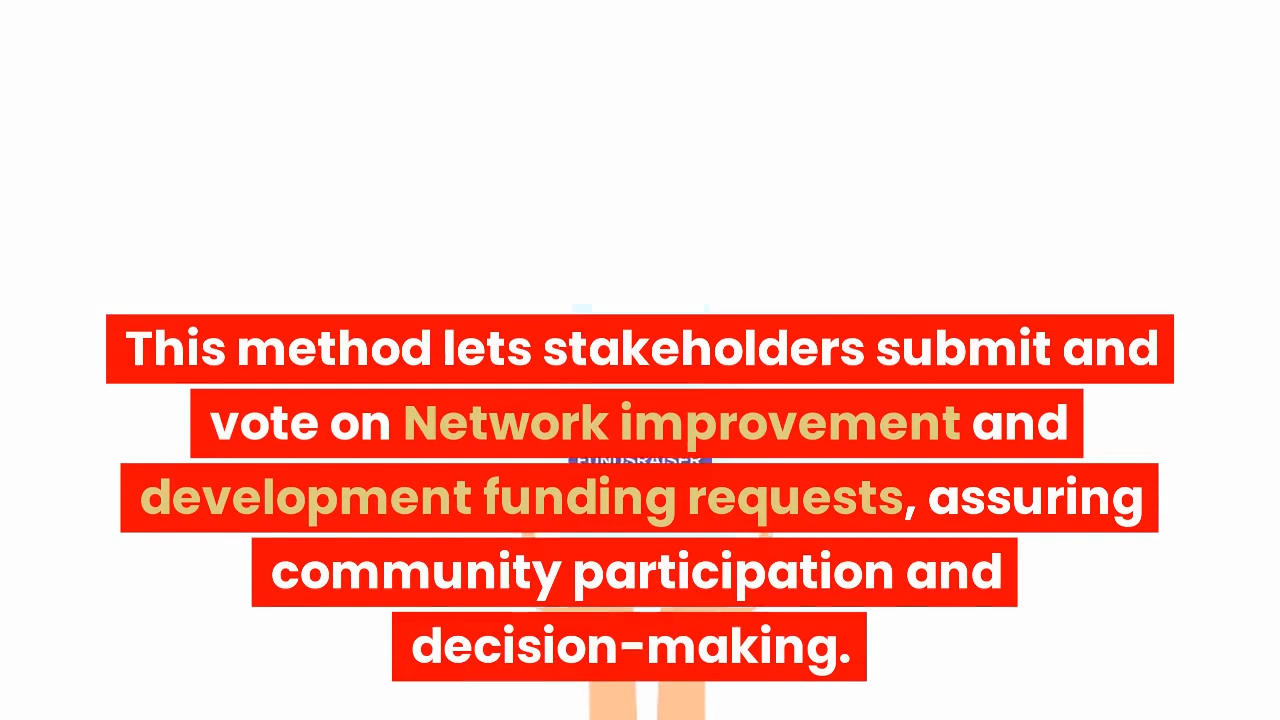 This method lets stakeholders submit and
vote on Network improvement and
FUNDSRAISER
development funding requests, assuring
community participation and
decision-making.